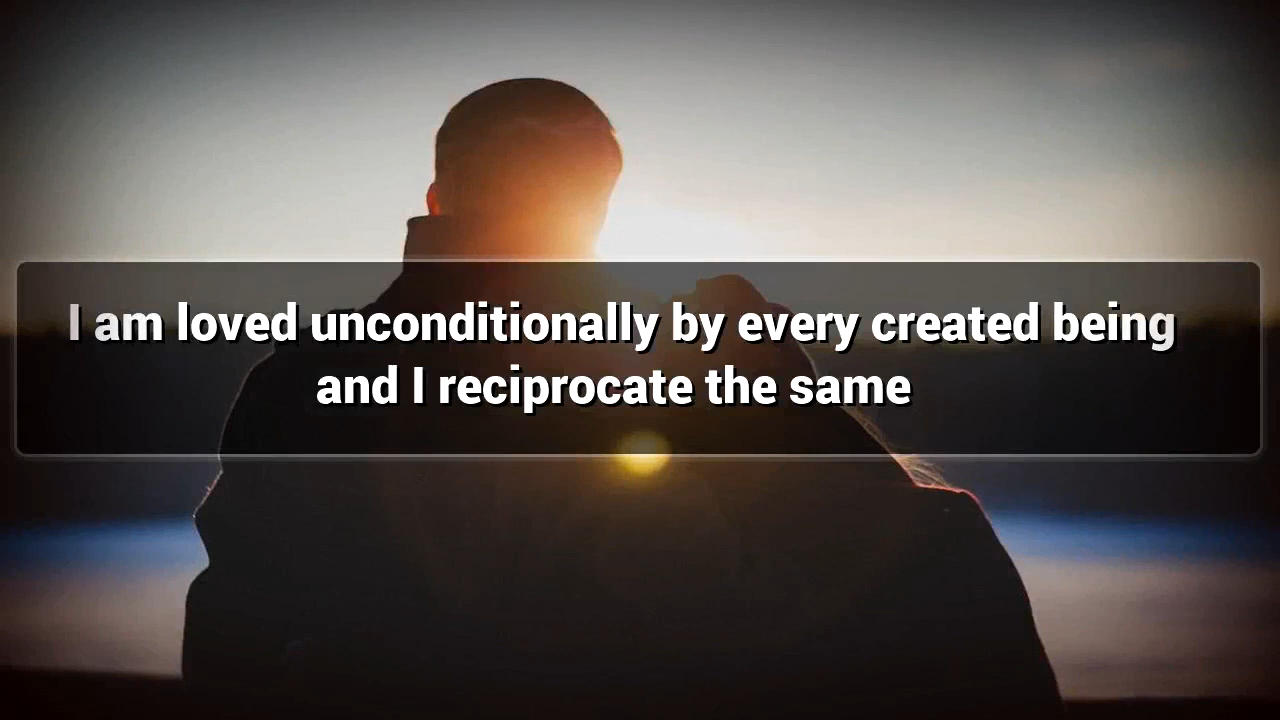 I am loved unconditionally by every created being
and I reciprocate the same